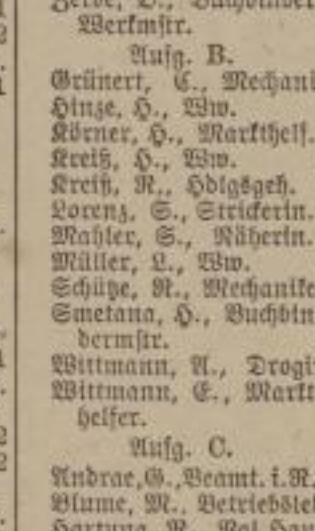 Werkmstr.
Aufg. B.
Grünert, C., Mechani
Hinze, H., Ww.
Körner, H., Markthelf.
Kreiß, H., Ww.
Kreiß, R., Hdlgsgeh.
Lorenz, S., Strickerin.
Mahler, S., Näherin.
Müller, L., Ww.
Schütze, R., Mechanike
Smetana, H., Buchbin
dermstr.
Wittmann, A., Drogi
Wittmann, E., Markt
helfer.
Aufg. C.
Andrae, G., Beamt. i. R.
Blume, M., Betriebsle